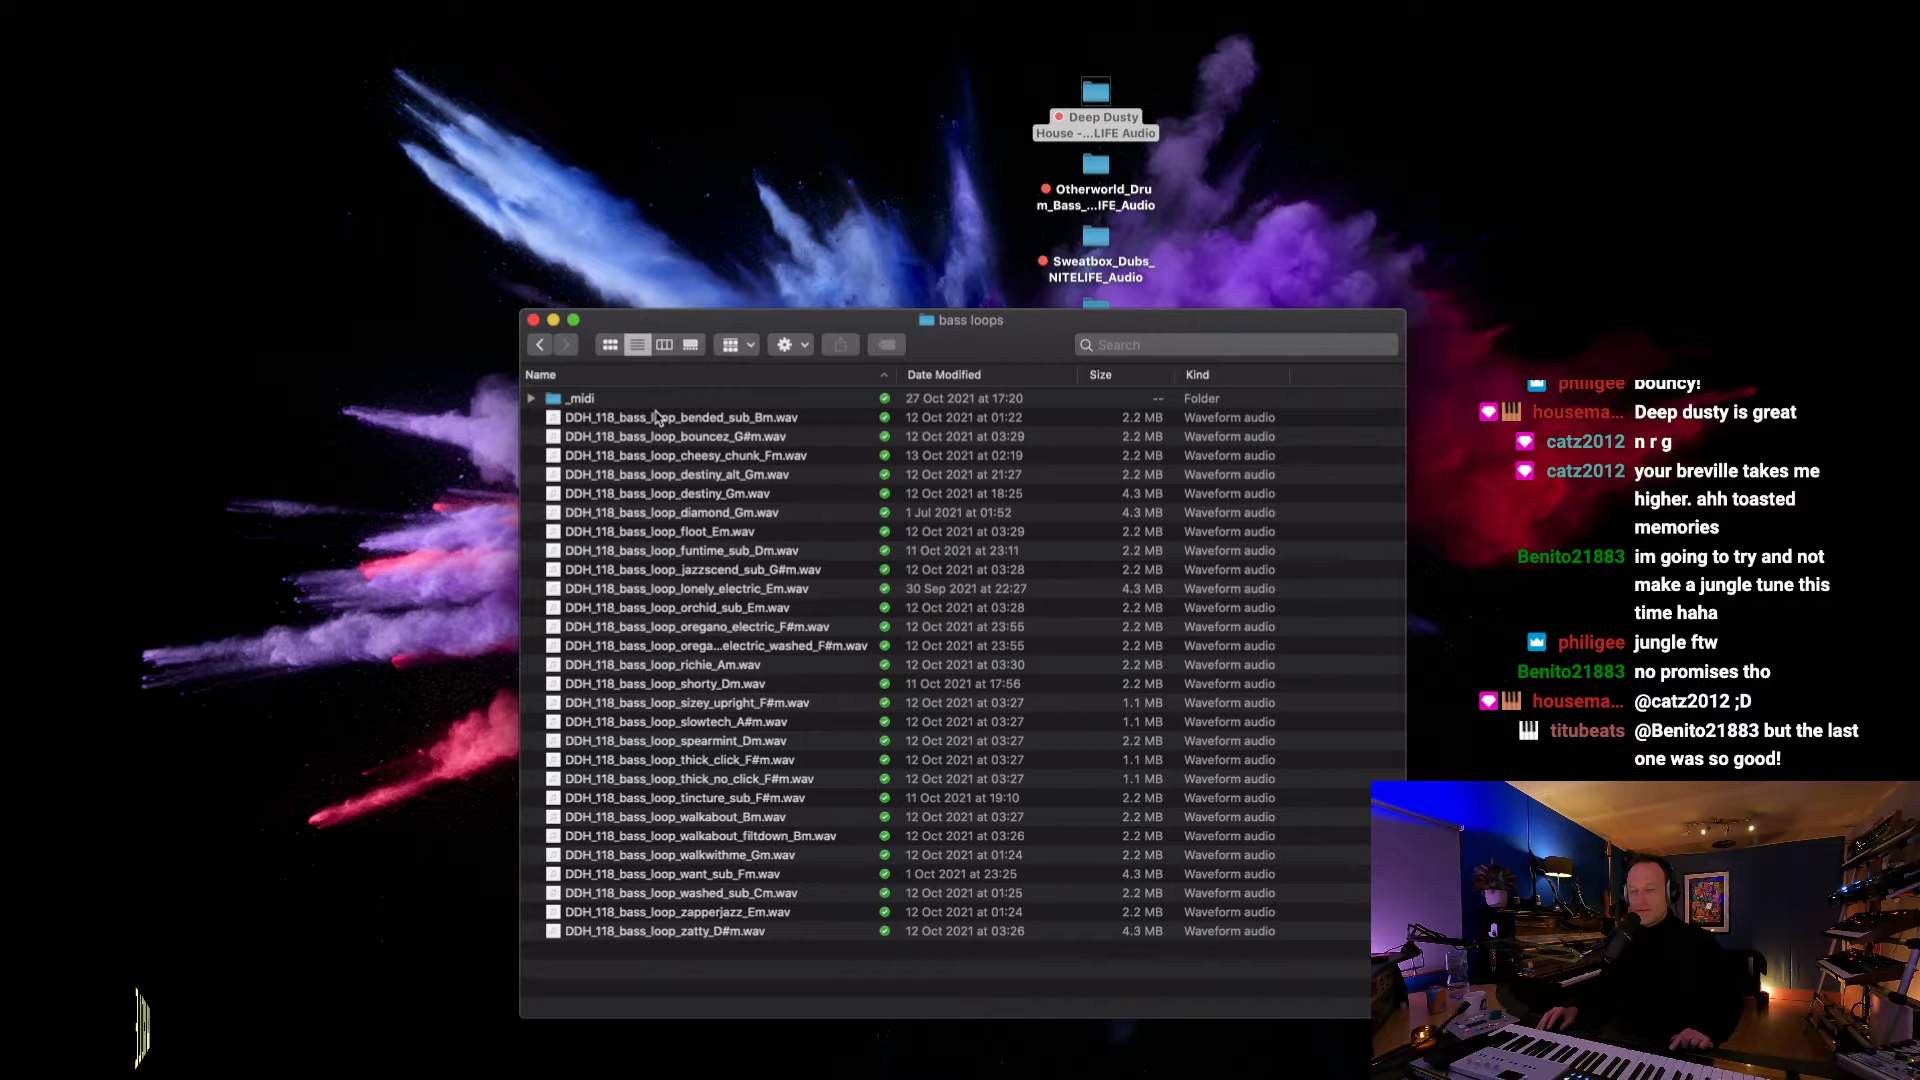 Deep Dusty
House -...LIFE Audio
Otherworld_Dru
m_Bass_...IFE_Audio
Sweatbox_Dubs_
NITELIFE_Audio
bass loops
Search
Name Date Modified Size Kind
_midi 27 Oct 2021 at 17:20 -- Folder
DDH_118_bass_loop_bended_sub_Bm.wav 12 Oct 2021 at 01:22 2.2 MB Waveform audio
DDH_118_bass_loop_bouncez_G#m.wav 12 Oct 2021 at 03:29 2.2 MB Waveform audio
DDH_118_bass_loop_cheesy_chunk_Fm.wav 13 Oct 2021 at 02:19 2.2 MB Waveform audio
DDH_118_bass_loop_destiny_alt_Gm.wav 12 Oct 2021 at 21:27 2.2 MB Waveform audio
DDH_118_bass_loop_destiny_Gm.wav 12 Oct 2021 at 18:25 4.3 MB Waveform audio
DDH_118_bass_loop_diamond_Gm.wav 1 Jul 2021 at 01:52 4.3 MB Waveform audio
DDH_118_bass_loop_floot_Em.wav 12 Oct 2021 at 03:29 2.2 MB Waveform audio
DDH_118_bass_loop_funtime_sub_Dm.wav 11 Oct 2021 at 23:11 2.2 MB Waveform audio
DDH_118_bass_loop_jazzscend_sub_G#m.wav 12 Oct 2021 at 03:28 2.2 MB Waveform audio
DDH_118_bass_loop_lonely_electric_Em.wav 30 Sep 2021 at 22:27 4.3 MB Waveform audio
DDH_118_bass_loop_orchid_sub_Em.wav 12 Oct 2021 at 03:28 2.2 MB Waveform audio
DDH_118_bass_loop_oregano_electric_F#m.wav 12 Oct 2021 at 23:55 2.2 MB Waveform audio
DDH_118_bass_loop_orega...electric_washed_F#m.wav 12 Oct 2021 at 23:55 2.2 MB Waveform audio
DDH_118_bass_loop_richie_Am.wav 12 Oct 2021 at 03:30 2.2 MB Waveform audio
DDH_118_bass_loop_shorty_Dm.wav 11 Oct 2021 at 17:56 2.2 MB Waveform audio
DDH_118_bass_loop_sizey_upright_F#m.wav 12 Oct 2021 at 03:27 1.1 MB Waveform audio
DDH_118_bass_loop_slowtech_A#m.wav 12 Oct 2021 at 03:27 1.1 MB Waveform audio
DDH_118_bass_loop_spearmint_Dm.wav 12 Oct 2021 at 03:27 2.2 MB Waveform audio
DDH_118_bass_loop_thick_click_F#m.wav 12 Oct 2021 at 03:27 1.1 MB Waveform audio
DDH_118_bass_loop_thick_no_click_F#m.wav 12 Oct 2021 at 03:27 1.1 MB Waveform audio
DDH_118_bass_loop_tincture_sub_F#m.wav 11 Oct 2021 at 19:10 2.2 MB Waveform audio
DDH_118_bass_loop_walkabout_Bm.wav 12 Oct 2021 at 03:27 2.2 MB Waveform audio
DDH_118_bass_loop_walkabout_filtdown_Bm.wav 12 Oct 2021 at 03:26 2.2 MB Waveform audio
DDH_118_bass_loop_walkwithme_Gm.wav 12 Oct 2021 at 01:24 2.2 MB Waveform audio
DDH_118_bass_loop_want_sub_Fm.wav 1 Oct 2021 at 23:25 4.3 MB Waveform audio
DDH_118_bass_loop_washed_sub_Cm.wav 12 Oct 2021 at 01:25 2.2 MB Waveform audio
DDH_118_bass_loop_zapperjazz_Em.wav 12 Oct 2021 at 01:24 2.2 MB Waveform audio
DDH_118_bass_loop_zatty_D#m.wav 12 Oct 2021 at 03:26 4.3 MB Waveform audio
philigee bouncy!
housema... Deep dusty is great
catz2012 n r g
catz2012 your breville takes me
higher. ahh toasted
memories
Benito21883 im going to try and not
make a jungle tune this
time haha
philigee jungle ftw
Benito21883 no promises tho
housema... @catz2012 ;D
titubeats @Benito21883 but the last
one was so good!